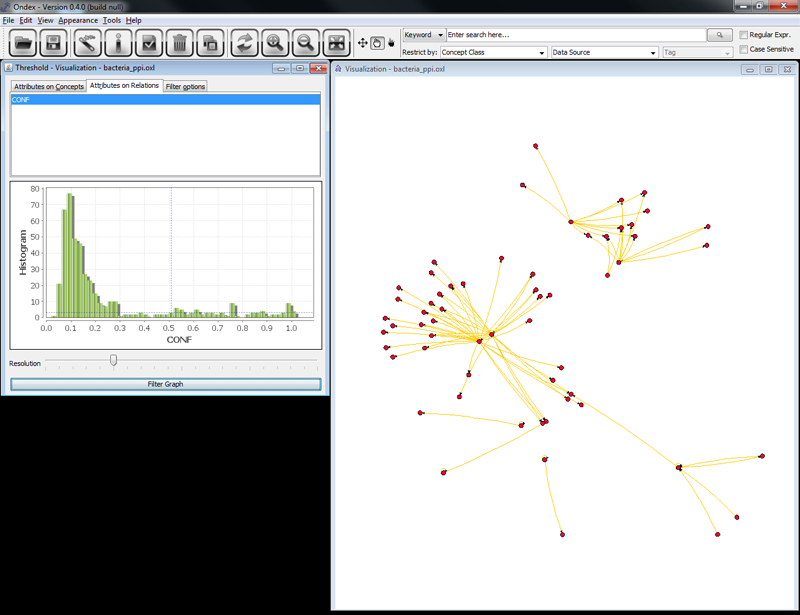 Ondex - Version 0.4.0 (build null)
File Edit View Appearance Tools Help
Keyword Enter search here... Regular Expr.
Restrict by: Concept Class Data Source Tag Case Sensitive
Threshold - Visualization - bacteria_ppi.oxl
Attributes on Concepts Attributes on Relations Filter options
CONF
80
70
60
50
40
30
20
10
0
Histogram
0.0 0.1 0.2 0.3 0.4 0.5 0.6 0.7 0.8 0.9 1.0
CONF
Resolution
Filter Graph
Visualization - bacteria_ppi.oxl